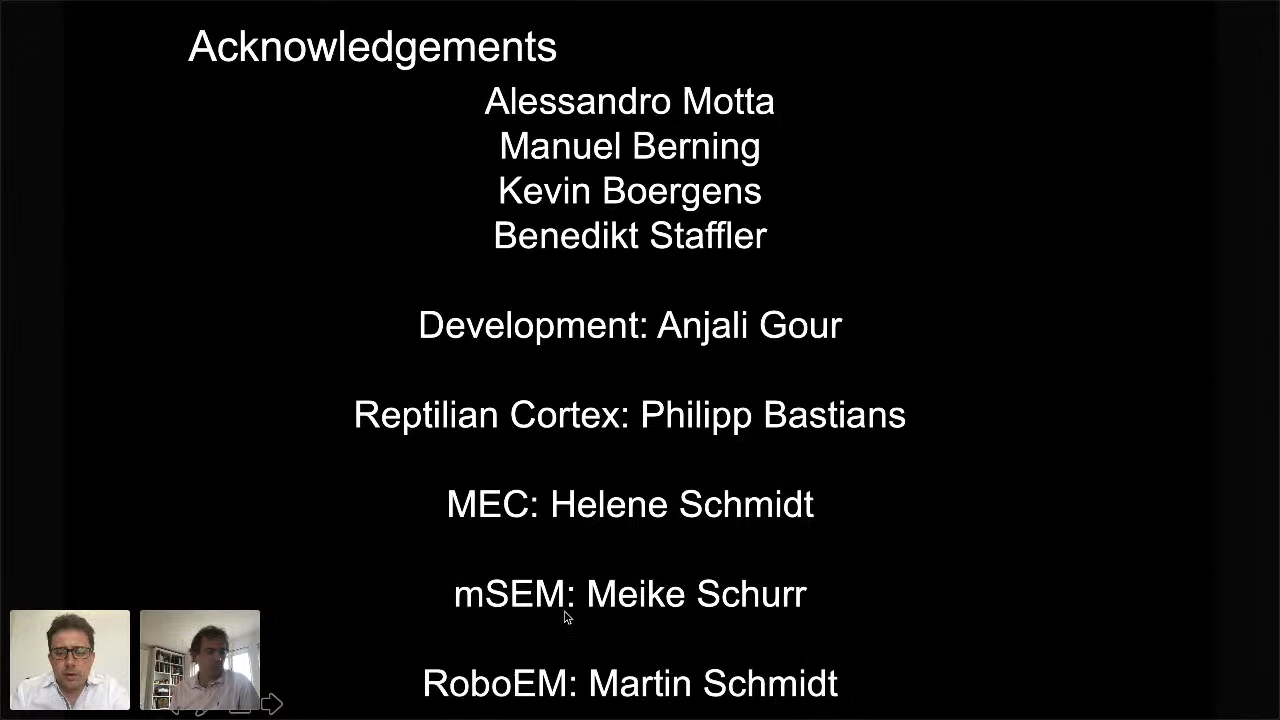 Acknowledgements
Alessandro Motta
Manuel Berning
Kevin Boergens
Benedikt Staffler
Development: Anjali Gour
Reptilian Cortex: Philipp Bastians
MEC: Helene Schmidt
mSEM: Meike Schurr
RoboEM: Martin Schmidt